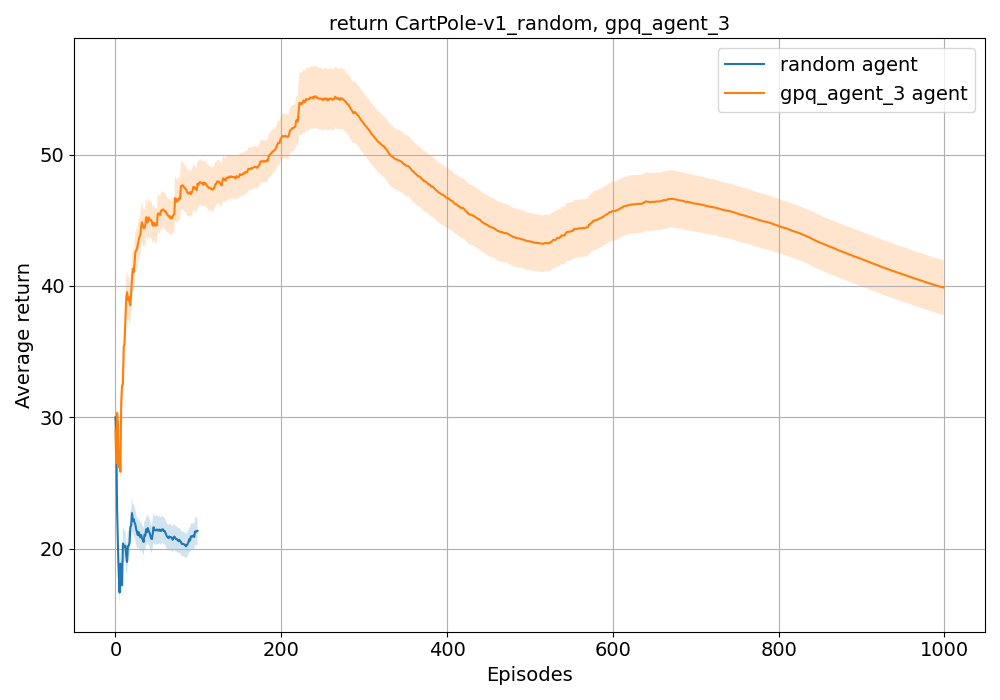 return CartPole-v1_random, gpq_agent_3
random agent
gpq_agent_3 agent
Average return
50
40
30
20
0
200
400
600
800
1000
Episodes